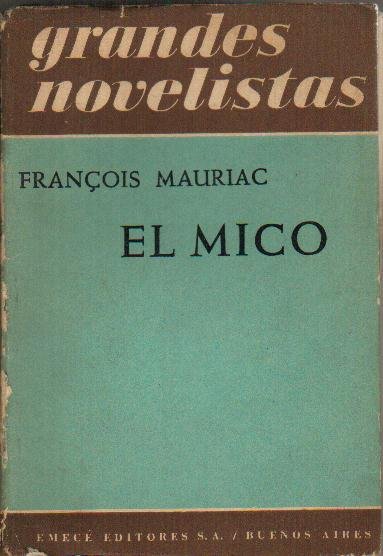 grandes
novelistas
FRANÇOIS MAURIAC
EL MICO
EMECÉ EDITORES S.A. / BUENOS AIRES